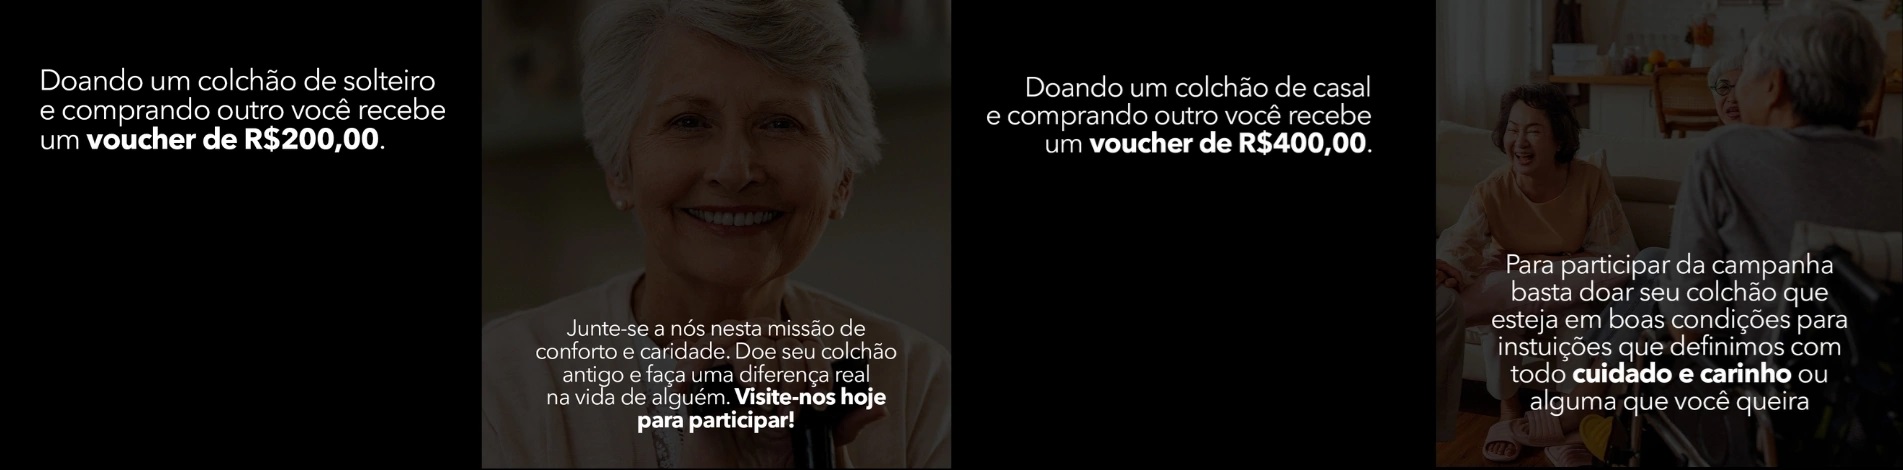 Doando um colchão de solteiro
e comprando outro você recebe
um voucher de R$200,00.
Junte-se a nós nesta missão de
conforto e caridade. Doe seu colchão
antigo e faça uma diferença real
na vida de alguém. Visite-nos hoje
para participar!
Doando um colchão de casal
e comprando outro você recebe
um voucher de R$400,00.
Para participar da campanha
basta doar seu colchão que
esteja em boas condições para
instuições que definimos com
todo cuidado e carinho ou
alguma que você queira